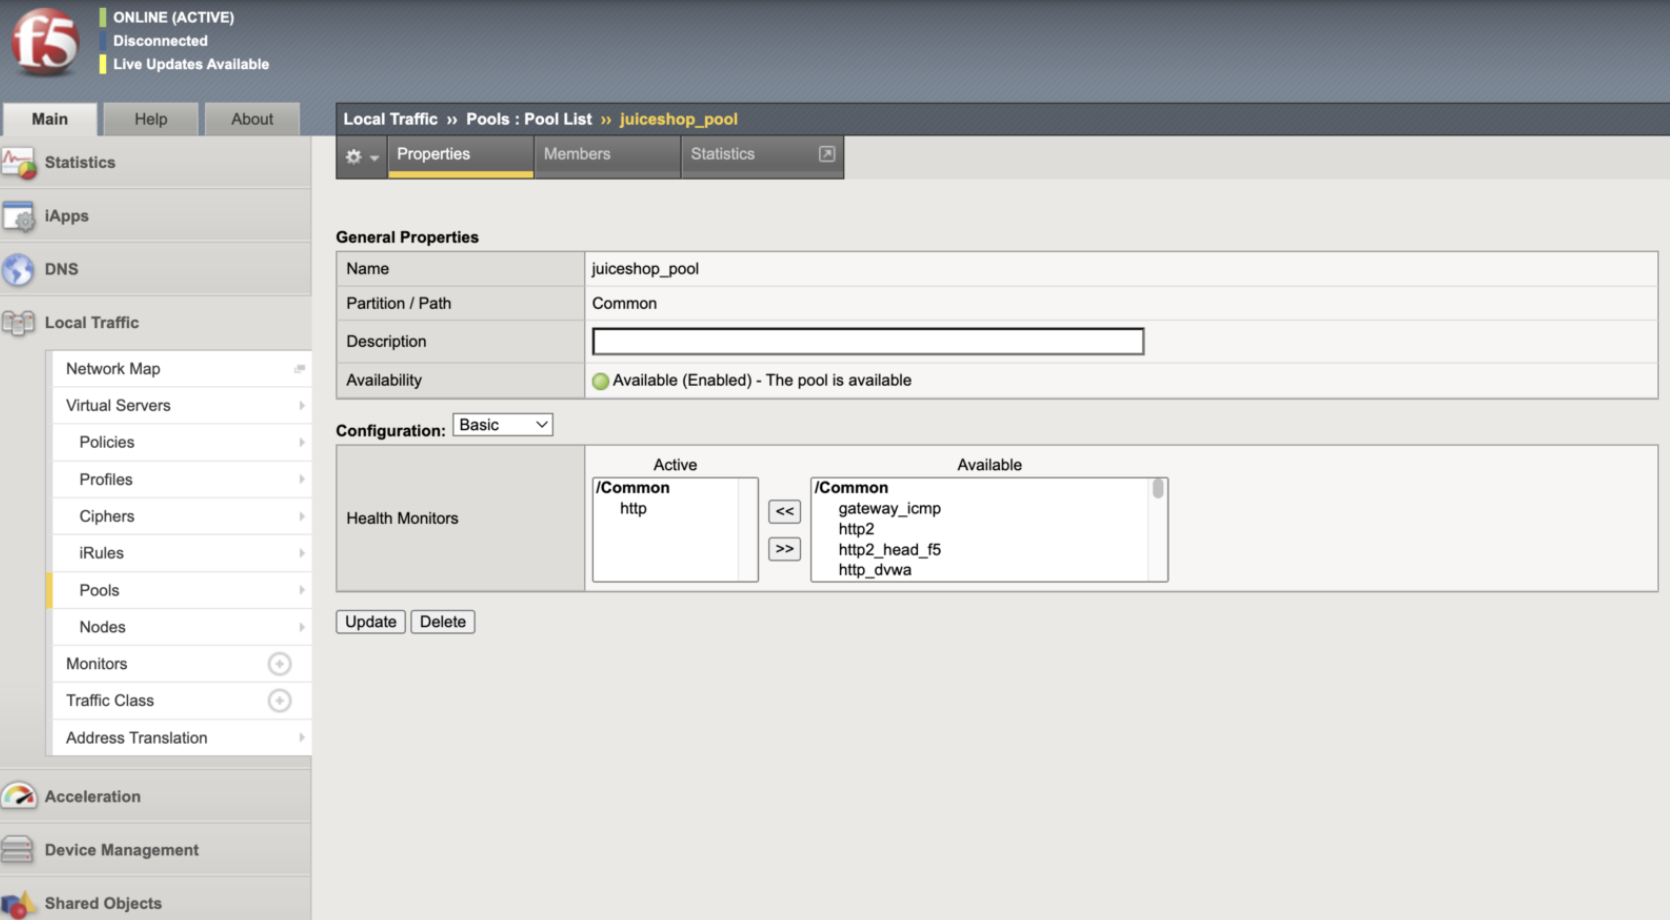 f5
ONLINE (ACTIVE)
Disconnected
Live Updates Available
Main
Help
About
Statistics
iApps
DNS
Local Traffic
Network Map
Virtual Servers
Policies
Profiles
Ciphers
iRules
Pools
Nodes
Monitors
Traffic Class
Address Translation
Acceleration
Device Management
Shared Objects
Local Traffic ›› Pools : Pool List ›› juiceshop_pool
Properties
Members
Statistics
General Properties
Name juiceshop_pool
Partition / Path Common
Description
Availability Available (Enabled) - The pool is available
Configuration: Basic
Health Monitors
Active
/Common
http
<<
>>
Available
/Common
gateway_icmp
http2
http2_head_f5
http_dvwa
Update Delete